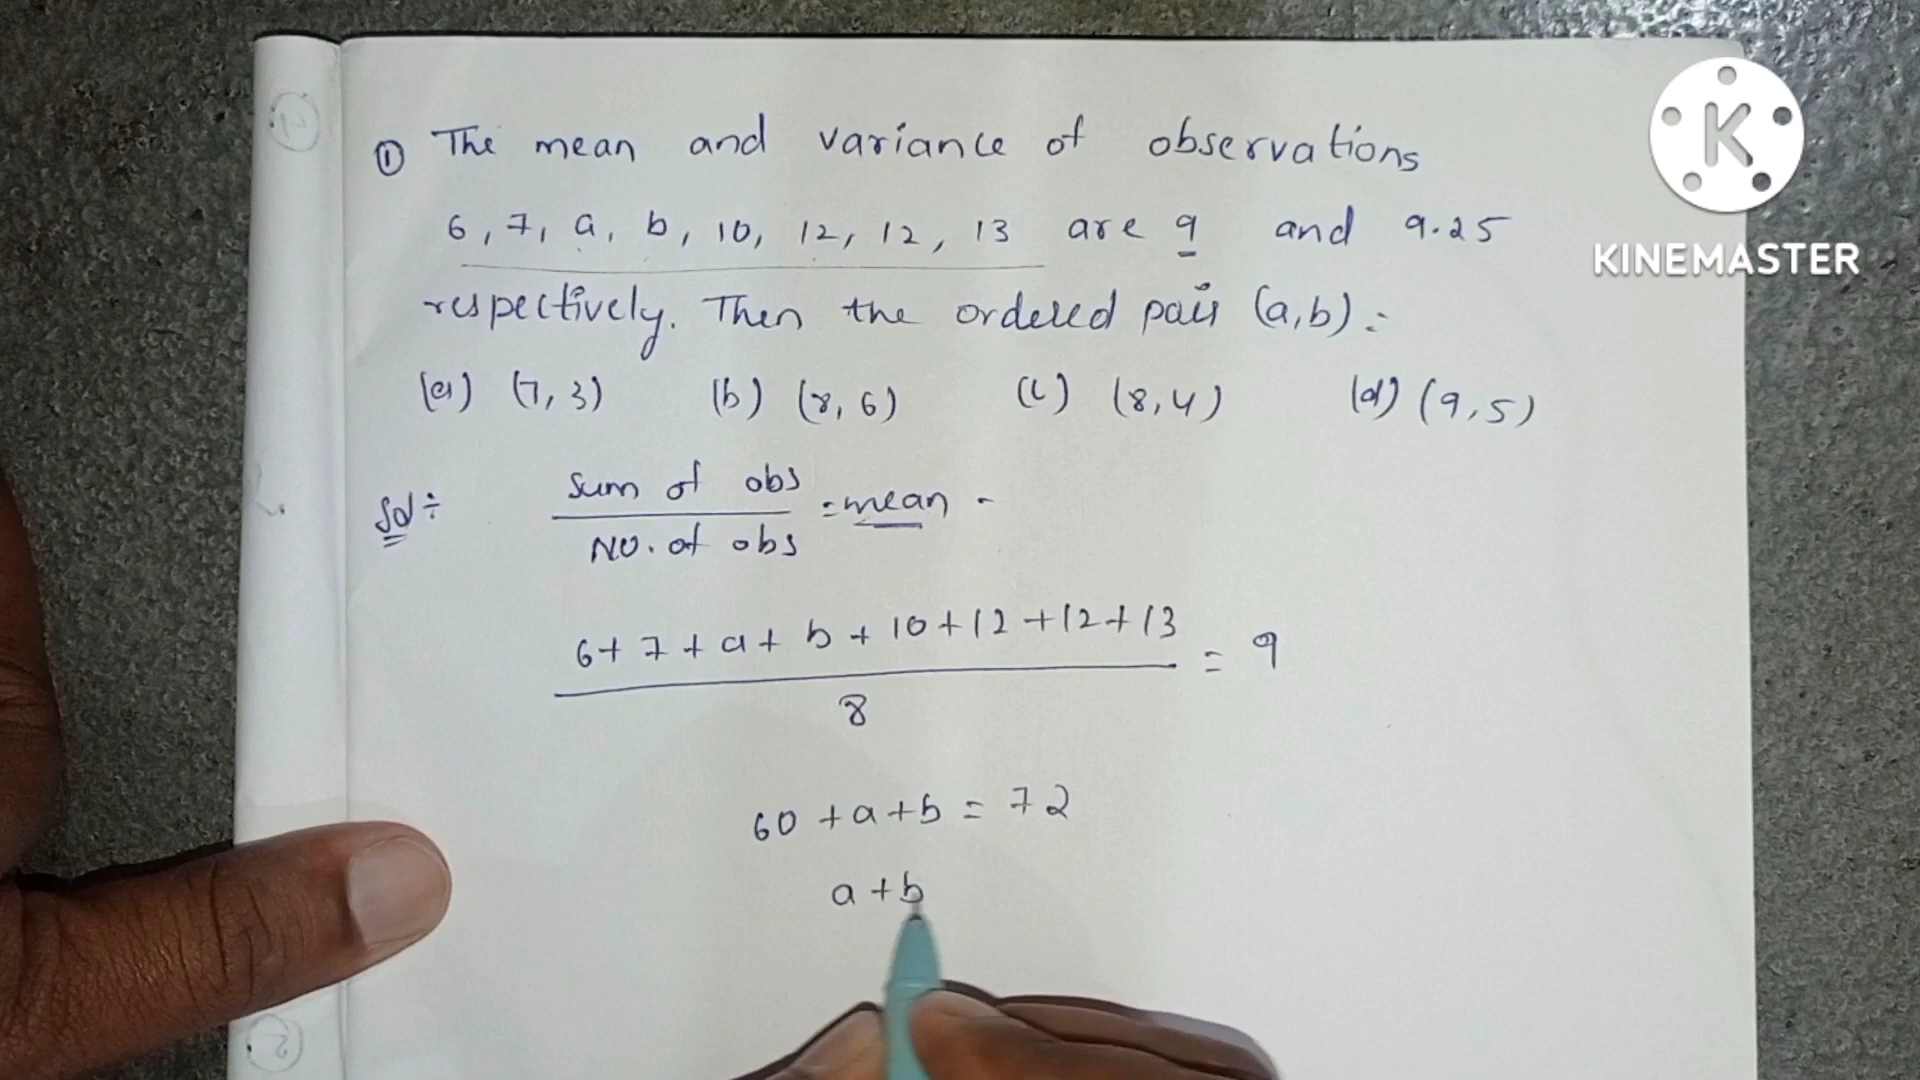 ① The mean and variance of observations
6, 7, a, b, 10, 12, 12, 13 are 9 and 9.25
respectively. Then the ordered pair (a,b) =
(a) (7,3) (b) (8,6) (c) (8,4) (d) (9,5)
Sol ÷ Sum of obs / NO. of obs = mean -
6+7+a+b+10+12+12+13 / 8 = 9
60 +a+b = 72
a +b
K
KINEMASTER